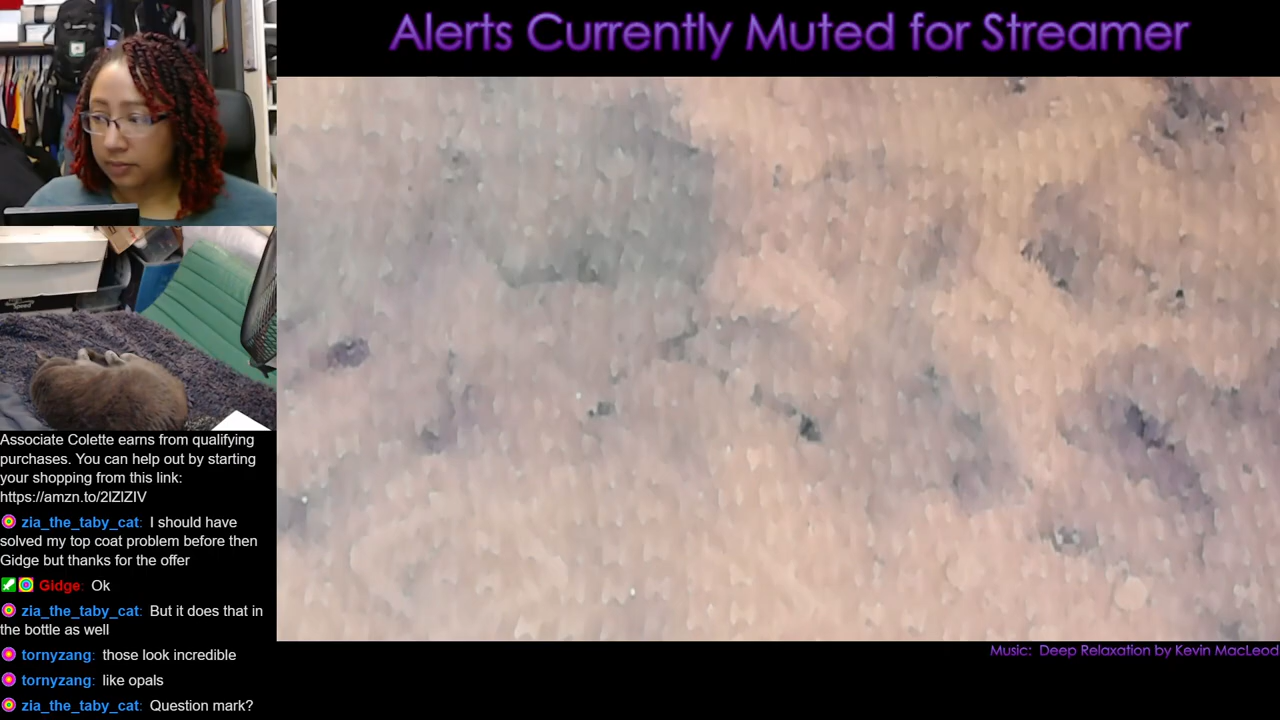 Alerts Currently Muted for Streamer
Associate Colette earns from qualifying
purchases. You can help out by starting
your shopping from this link:
https://amzn.to/2lZlZIV
zia_the_taby_cat: I should have
solved my top coat problem before then
Gidge but thanks for the offer
Gidge: Ok
zia_the_taby_cat: But it does that in
the bottle as well
tornyzang: those look incredible
tornyzang: like opals
zia_the_taby_cat: Question mark?
Music: Deep Relaxation by Kevin MacLeod